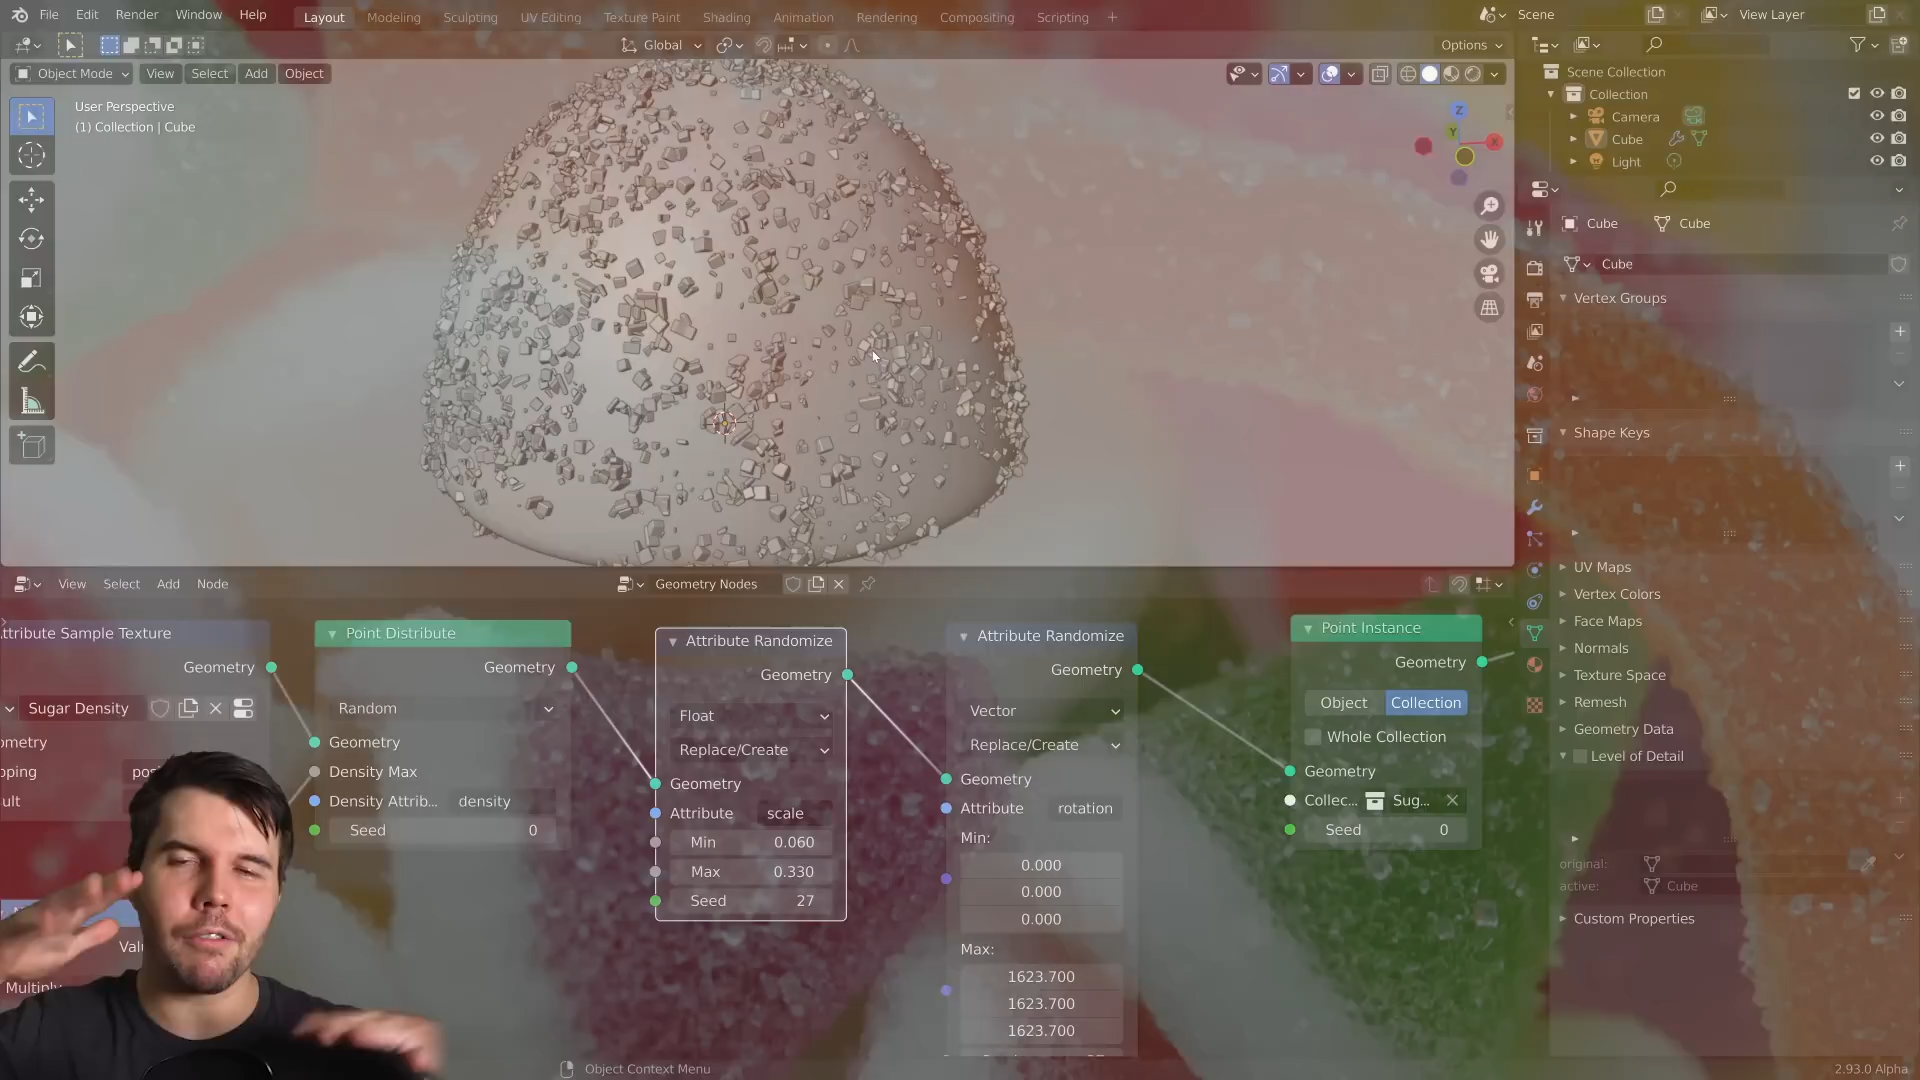 File Edit Render Window Help Layout Modeling Sculpting UV Editing Texture Paint Shading Animation Rendering Compositing Scripting + Scene View Layer
Global Options
Object Mode View Select Add Object
User Perspective
(1) Collection | Cube
Z
Y
X
Scene Collection
Collection
Camera
Cube
Light
Cube Cube
Cube
Vertex Groups
Shape Keys
UV Maps
Vertex Colors
Face Maps
Normals
Texture Space
Remesh
Geometry Data
Level of Detail
original:
active: Cube
Custom Properties
View Select Add Node Geometry Nodes
ttribute Sample Texture
Geometry
Sugar Density
ometry
pping pos
ult
Valu
Multiply
Point Distribute
Geometry
Random
Geometry
Density Max
Density Attrib... density
Seed 0
Attribute Randomize
Geometry
Float
Replace/Create
Geometry
Attribute scale
Min 0.060
Max 0.330
Seed 27
Attribute Randomize
Geometry
Vector
Replace/Create
Geometry
Attribute rotation
Min:
0.000
0.000
0.000
Max:
1623.700
1623.700
1623.700
Point Instance
Geometry
Object Collection
Whole Collection
Geometry
Collec... Sug...
Seed 0
Object Context Menu
2.93.0 Alpha